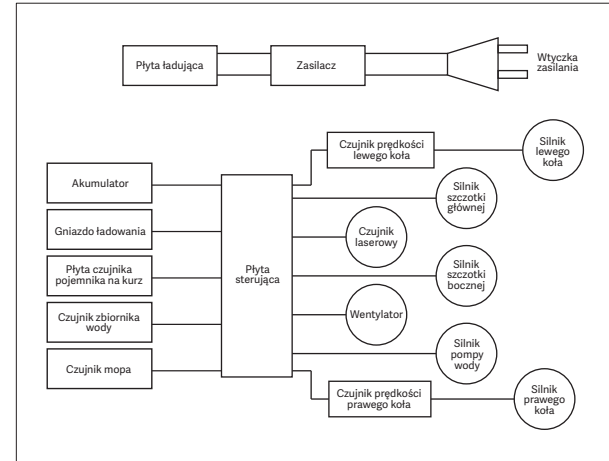 Płyta ładująca
Zasilacz
Wtyczka
zasilania
Czujnik prędkości
lewego koła
Silnik
lewego
koła
Akumulator
Silnik
szczotki
głównej
Gniazdo ładowania
Czujnik
laserowy
Płyta czujnika
pojemnika na kurz
Płyta
sterująca
Silnik
szczotki
bocznej
Czujnik zbiornika
wody
Wentylator
Silnik
pompy
wody
Czujnik mopa
Czujnik prędkości
prawego koła
Silnik
prawego
koła